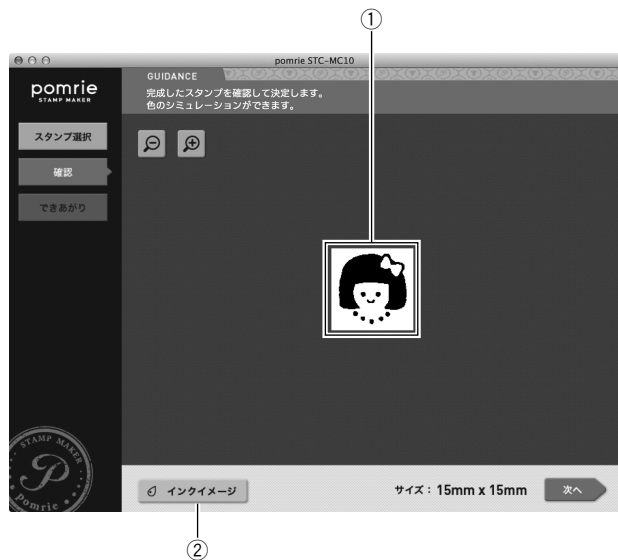 ①
pomrie STC-MC10
pomrie
STAMP MAKER
GUIDANCE
完成したスタンプを確認して決定します。
色のシミュレーションができます。
スタンプ選択
確認
できあがり
STAMP MAKER
P
pomrie
インクイメージ
サイズ：15mm x 15mm
次へ
②